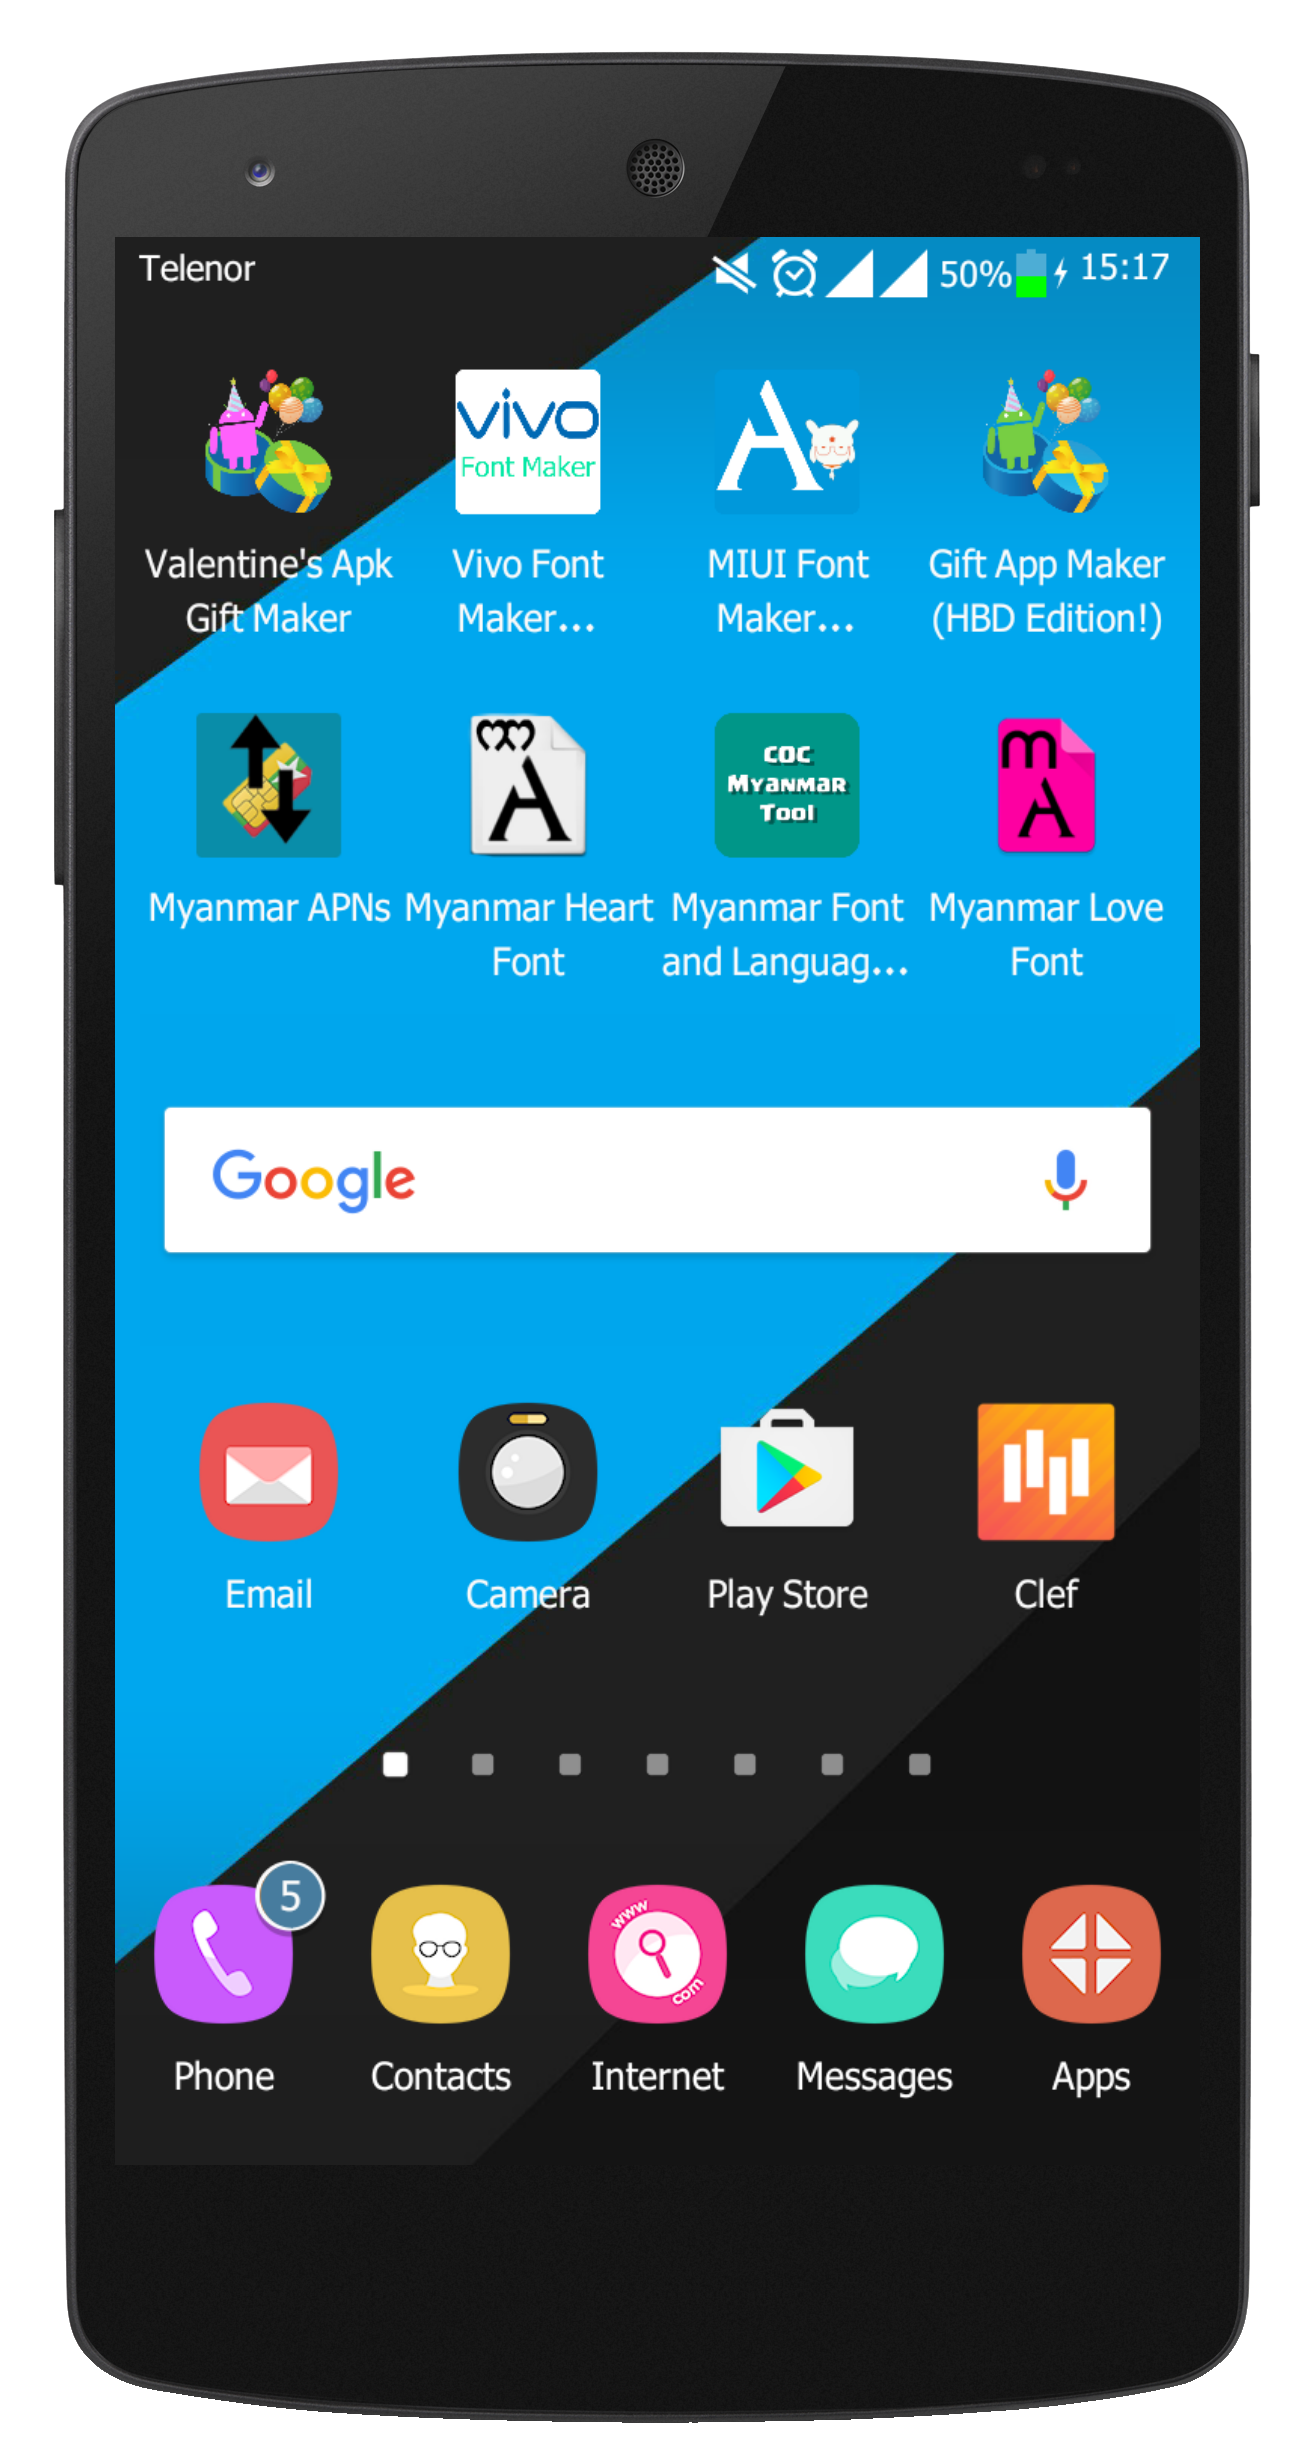 Telenor 50% 15:17
vivo
Font Maker
Valentine's Apk
Gift Maker
Vivo Font
Maker...
MIUI Font
Maker...
Gift App Maker
(HBD Edition!)
COC
Myanmar
Tool
Myanmar APNs
Myanmar Heart
Font
Myanmar Font
and Languag...
Myanmar Love
Font
Google
Email
Camera
Play Store
Clef
5
www
com
Phone
Contacts
Internet
Messages
Apps